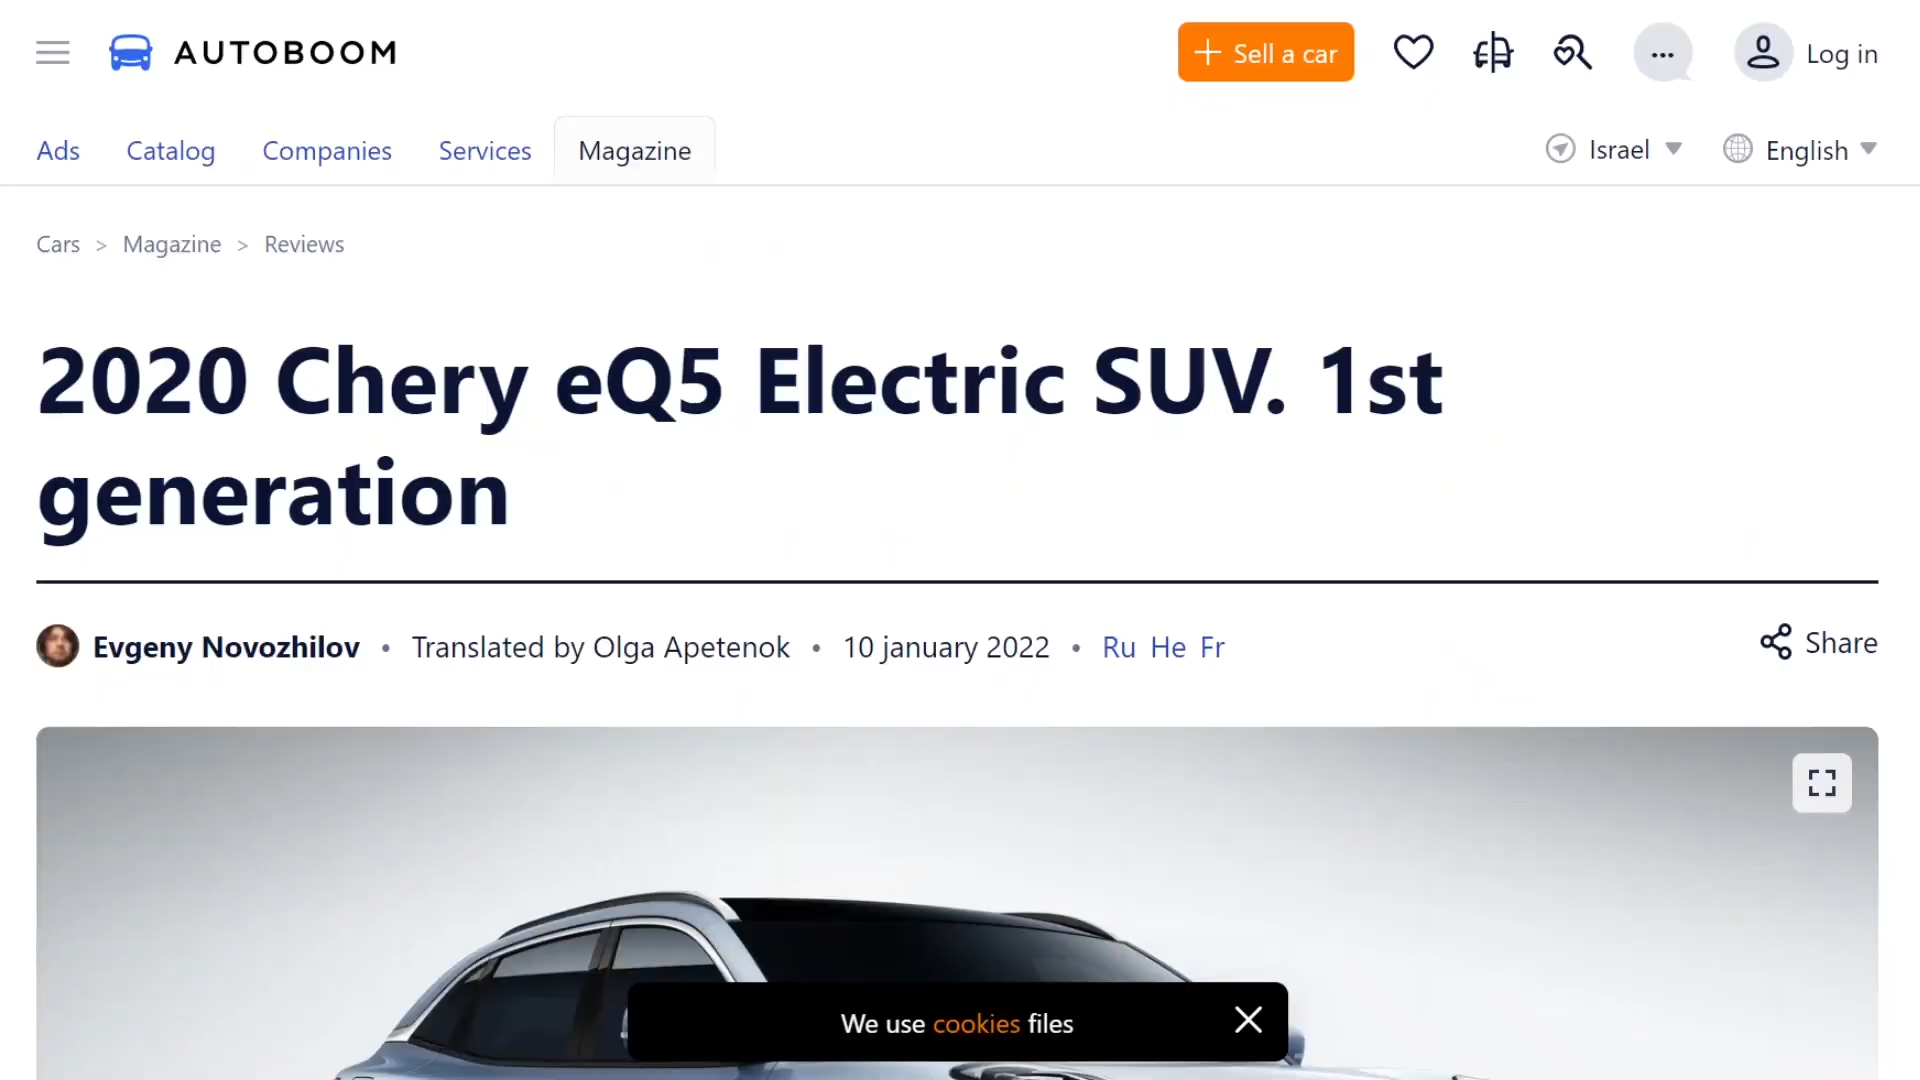 AUTOBOOM
Sell a car
Log in
Ads Catalog Companies Services Magazine
Israel English
Cars > Magazine > Reviews
2020 Chery eQ5 Electric SUV. 1st
generation
Evgeny Novozhilov • Translated by Olga Apetenok • 10 january 2022 • Ru He Fr
Share
We use cookies files